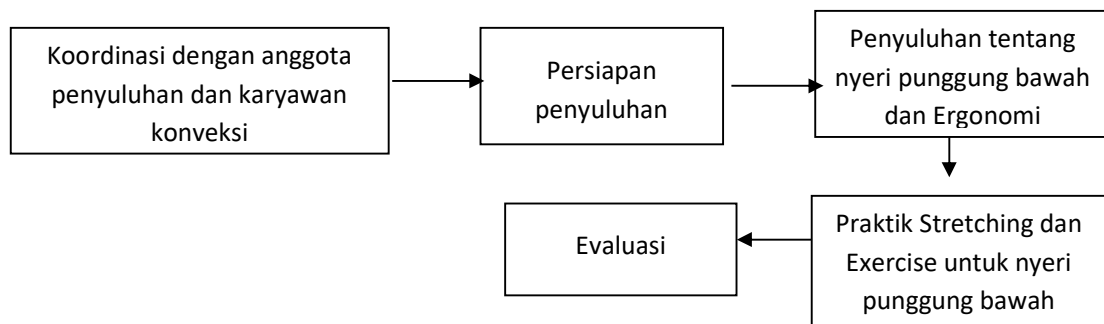 Koordinasi dengan anggota
penyuluhan dan karyawan
konveksi
Persiapan
penyuluhan
Penyuluhan tentang
nyeri punggung bawah
dan Ergonomi
Praktik Stretching dan
Exercise untuk nyeri
punggung bawah
Evaluasi